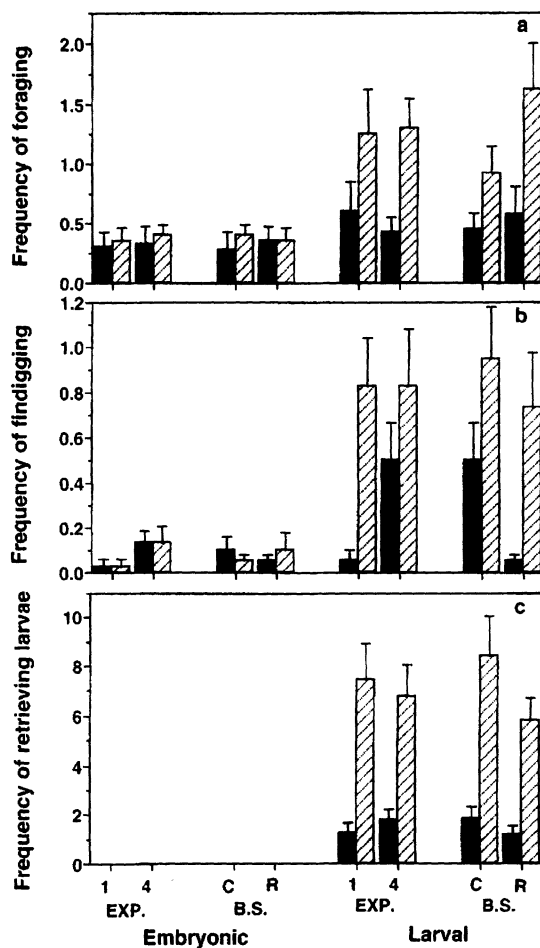 a
Frequency of foraging
2.0
1.5
1.0
0.5
0.0
b
Frequency of findigging
1.2
1.0
0.8
0.6
0.4
0.2
0.0
c
Frequency of retrieving larvae
10
8
6
4
2
0
1 4 C R 1 4 C R
EXP. B.S. EXP. B.S.
Embryonic Larval